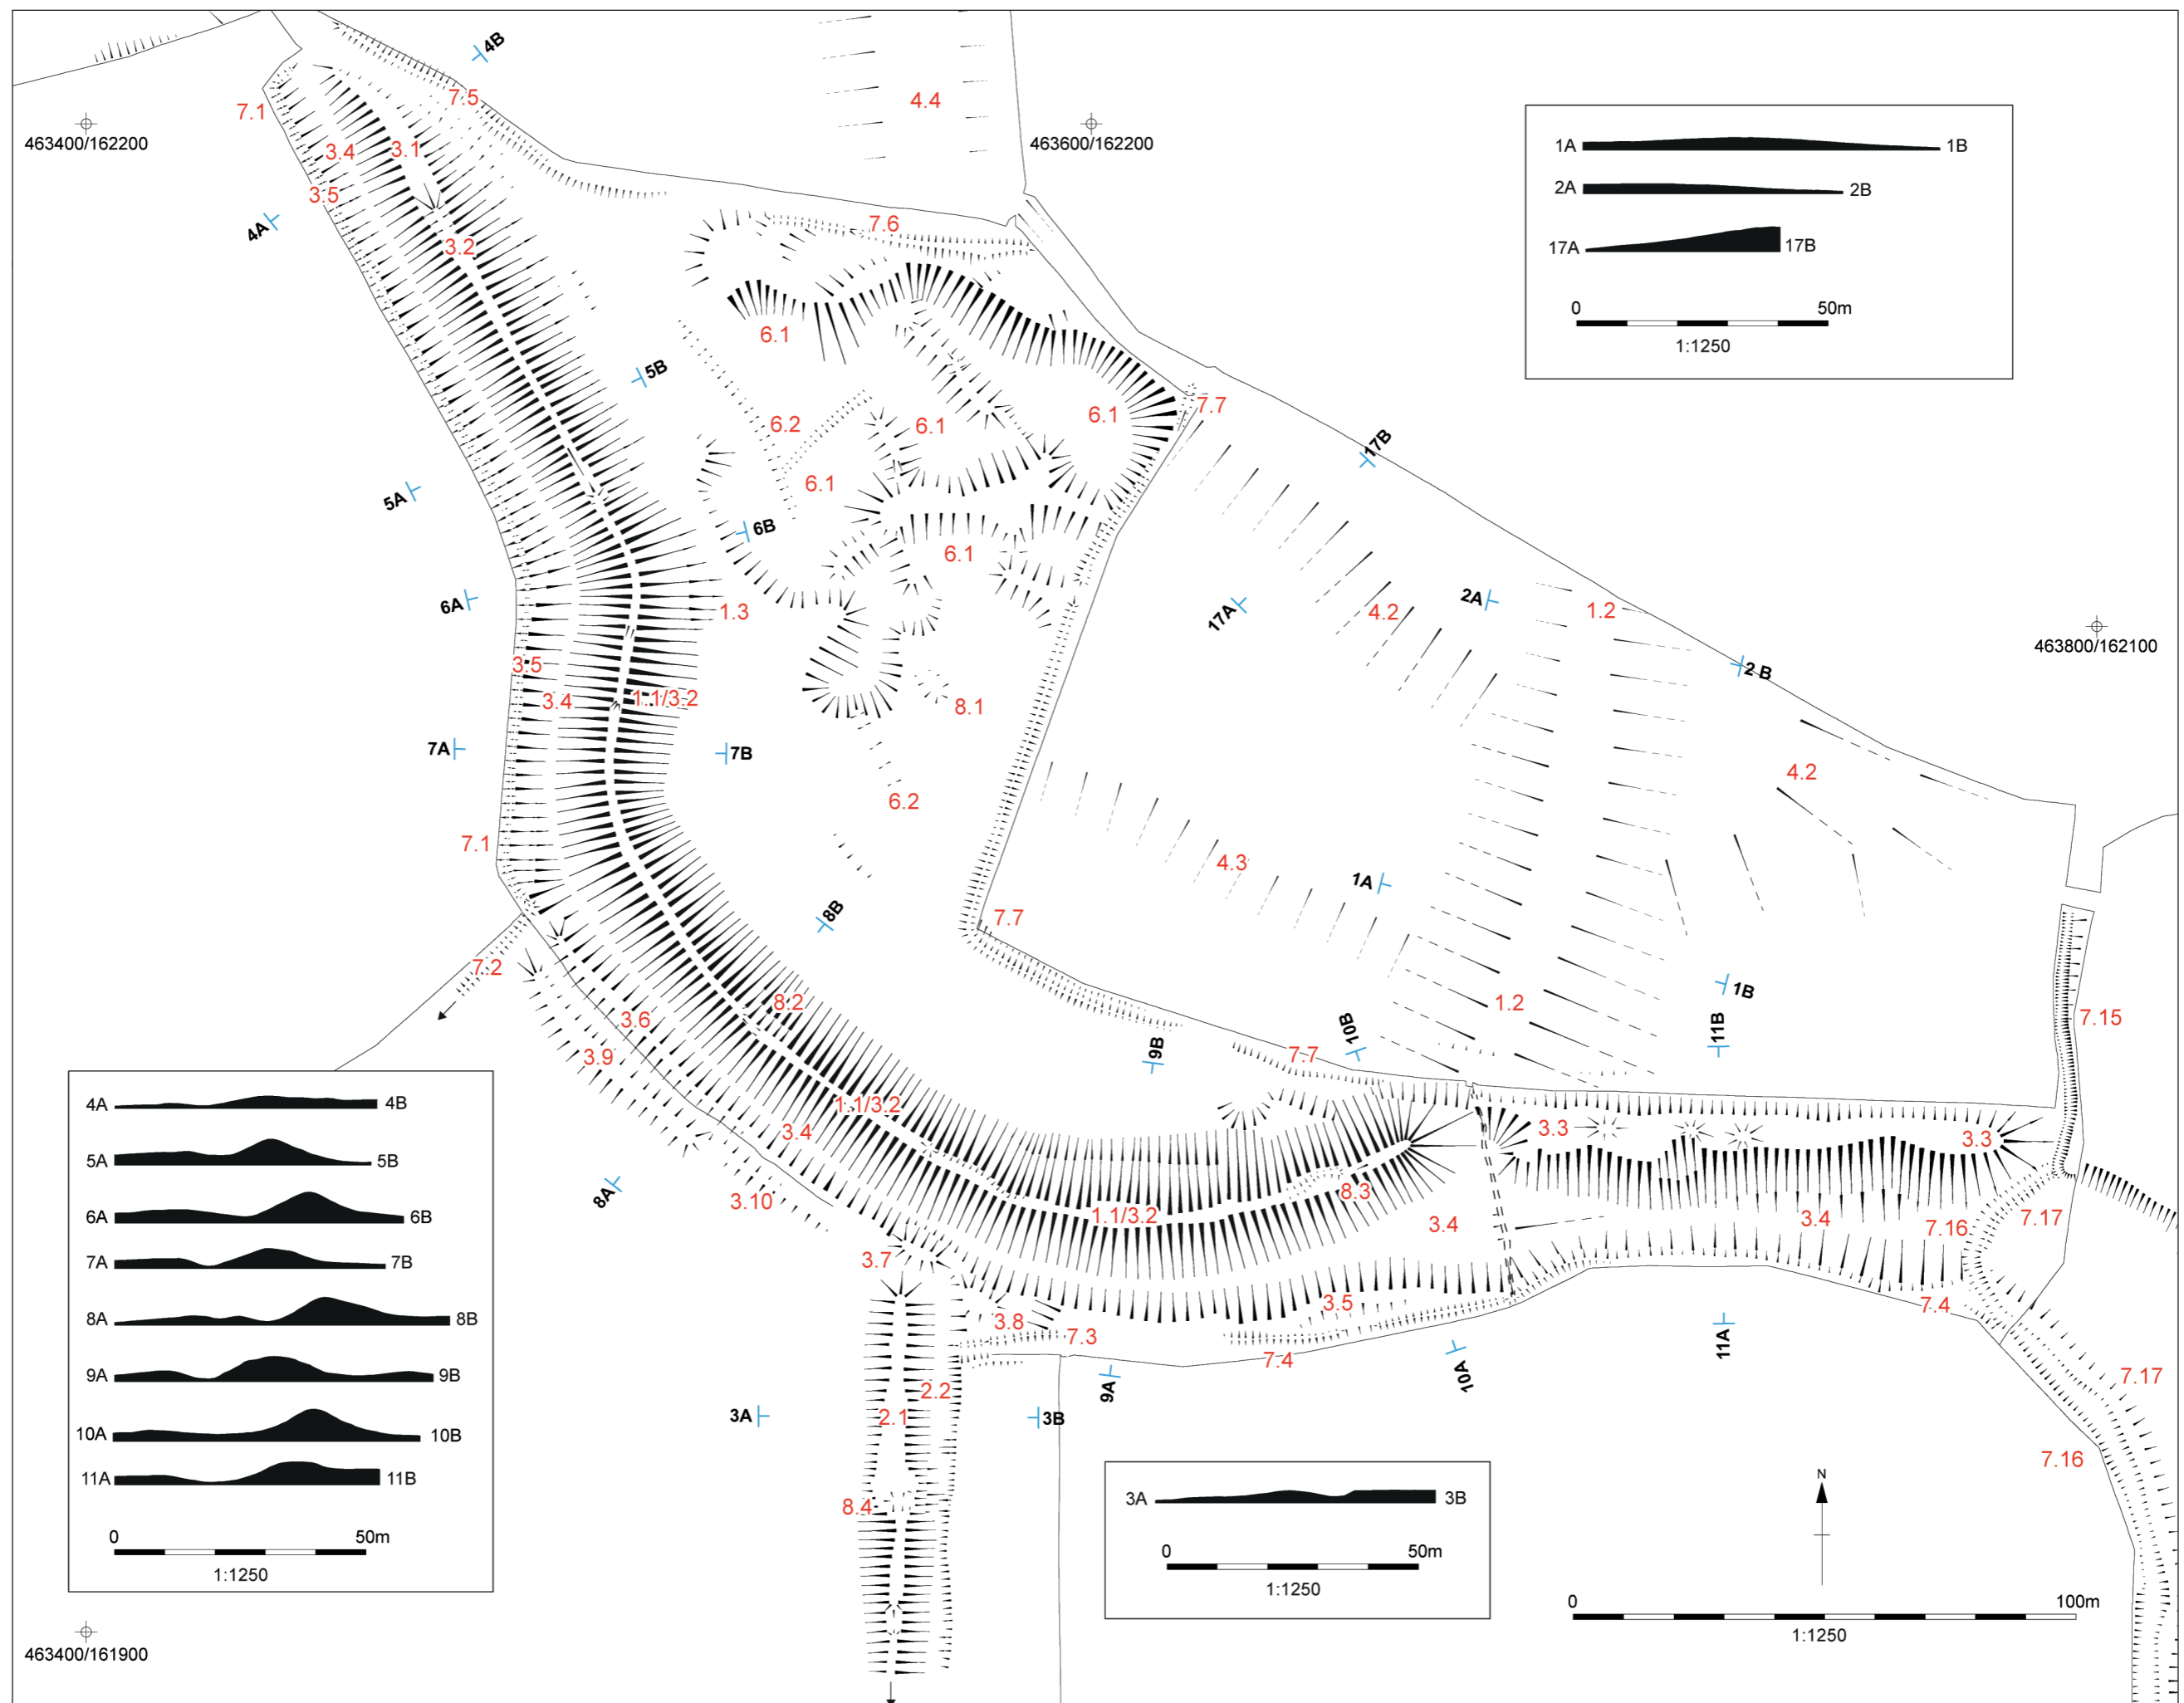 4B
7.5
4.4
7.1
463400/162200
463600/162200
3.4
3.1
3.5
4A
3.2
7.6
1A
1B
2A
2B
17A
17B
0
50m
1:1250
6.1
5B
6.2
6.1
6.1
7.7
17B
5A
6.1
6B
6.1
6A
1.3
17A
4.2
2A
1.2
463800/162100
3.5
3.4
1.1/3.2
8.1
2 B
7A
7B
6.2
4.2
7.1
4.3
1A
8B
7.7
7.2
8.2
1.2
1B
3.6
3.9
7.15
11B
10B
9B
7.7
1.1/3.2
3.4
3.3
3.3
8A
3.10
8.3
1.1/3.2
3.4
3.4
7.16
7.17
3.7
3.8
7.3
3.5
7.4
7.4
10A
11A
9A
7.17
2.2
2.1
3A
3B
7.16
8.4
4A
4B
5A
5B
6A
6B
7A
7B
8A
8B
9A
9B
10A
10B
11A
11B
0
50m
1:1250
3A
3B
0
50m
1:1250
N
0
100m
1:1250
463400/161900